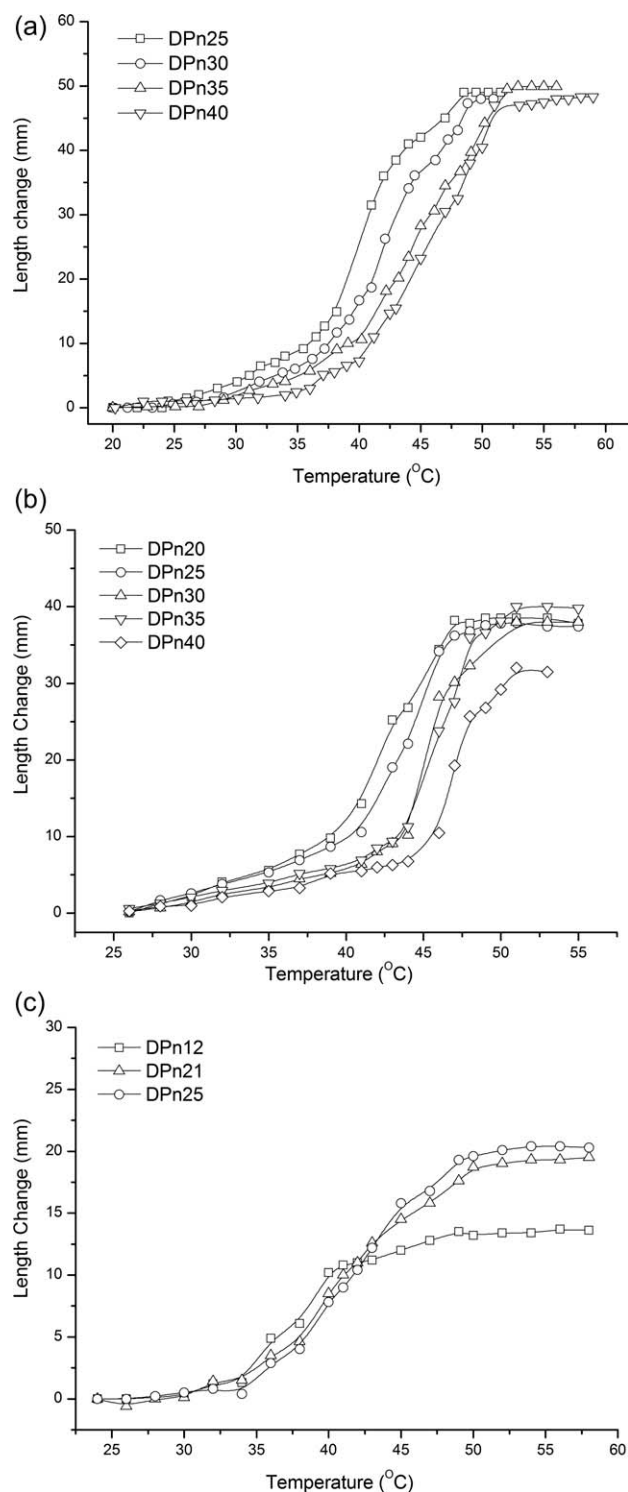 (a)
DPn25
DPn30
DPn35
DPn40
Length change (mm)
60
50
40
30
20
10
0
20 25 30 35 40 45 50 55 60
Temperature (°C)
(b)
DPn20
DPn25
DPn30
DPn35
DPn40
Length Change (mm)
50
40
30
20
10
0
25 30 35 40 45 50 55
Temperature (°C)
(c)
DPn12
DPn21
DPn25
Length Change (mm)
30
25
20
15
10
5
0
25 30 35 40 45 50 55 60
Temperature (°C)